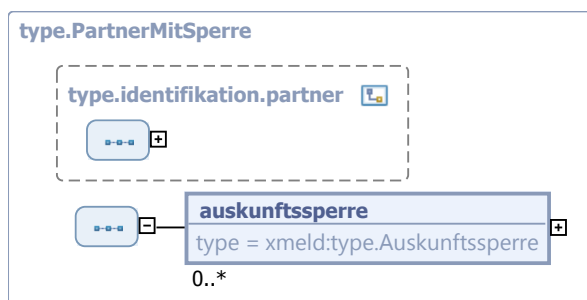 type.PartnerMitSperre
type.identifikation.partner
auskunftssperre
type = xmeld:type.Auskunftssperre
0..*